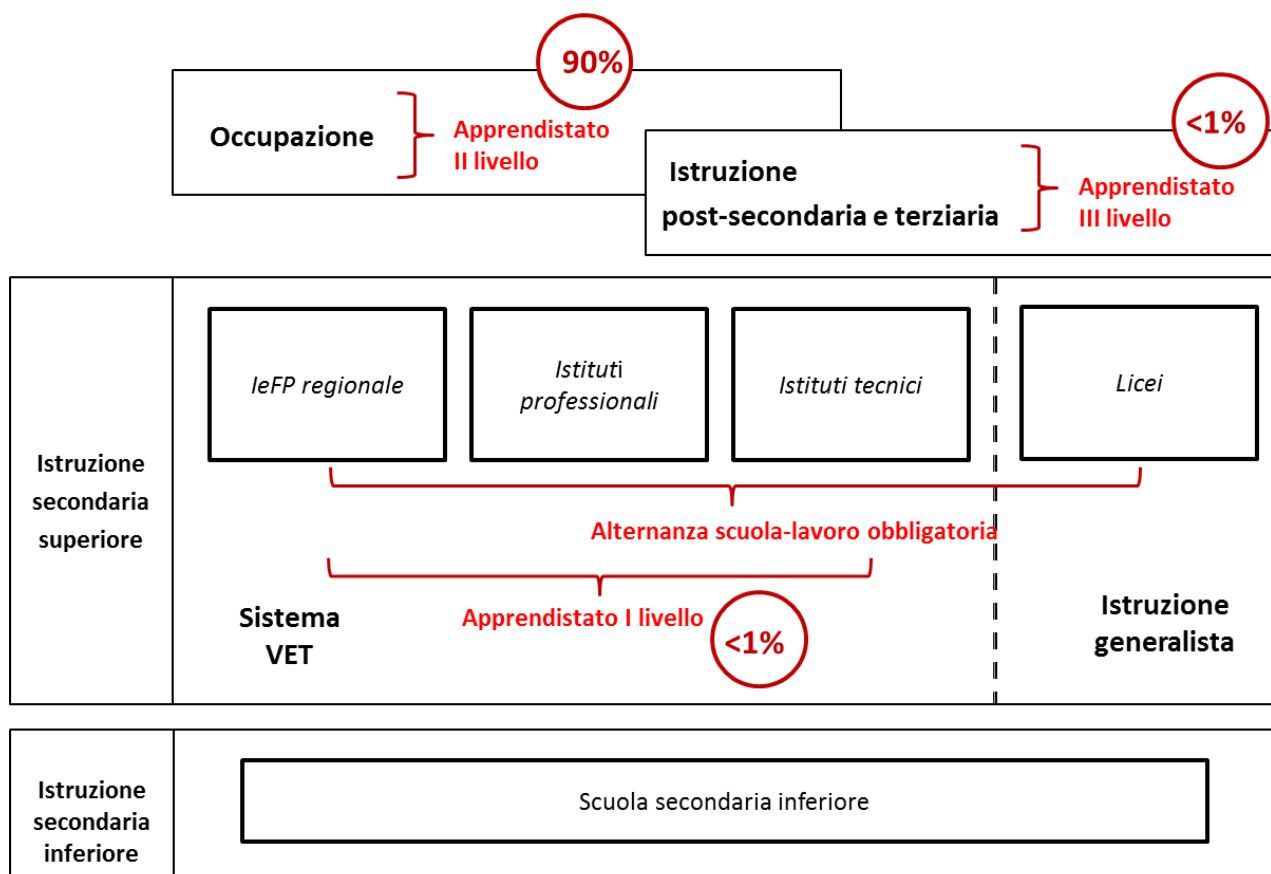 90%
Occupazione
Apprendistato
II livello
<1%
Istruzione
post-secondaria e terziaria
Apprendistato
III livello
Istruzione
secondaria
superiore
IeFP regionale
Istituti
professionali
Istituti tecnici
Licei
Alternanza scuola-lavoro obbligatoria
Apprendistato I livello
<1%
Sistema
VET
Istruzione
generalista
Istruzione
secondaria
inferiore
Scuola secondaria inferiore